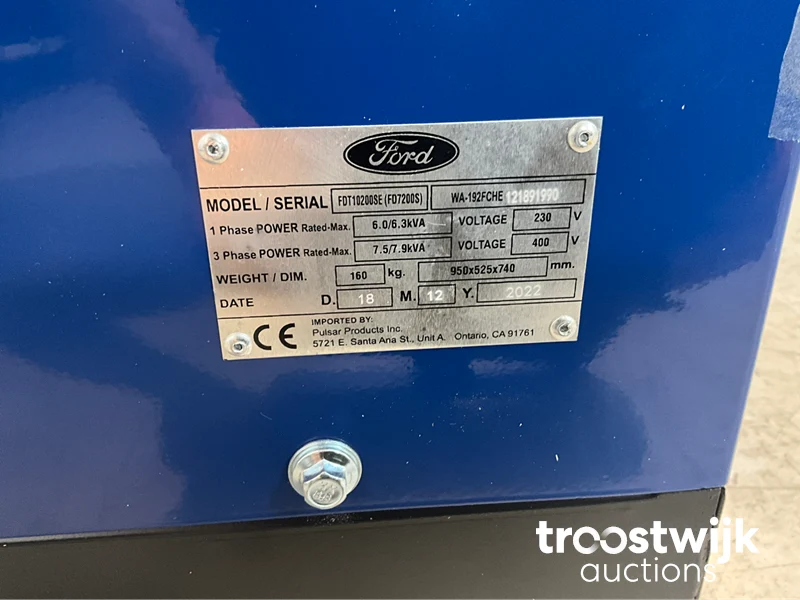 Ford
MODEL / SERIAL FDT10200SE (FD7200S) WA-192FCHE 121891990
1 Phase POWER Rated-Max. 6.0/6.3kVA VOLTAGE 230 V
3 Phase POWER Rated-Max. 7.5/7.9kVA VOLTAGE 400 V
WEIGHT / DIM. 160 kg. 950x525x740 mm.
DATE D. 18 M. 12 Y. 2022
CE IMPORTED BY:
Pulsar Products Inc.
5721 E. Santa Ana St., Unit A. Ontario, CA 91761
troostwijk
auctions